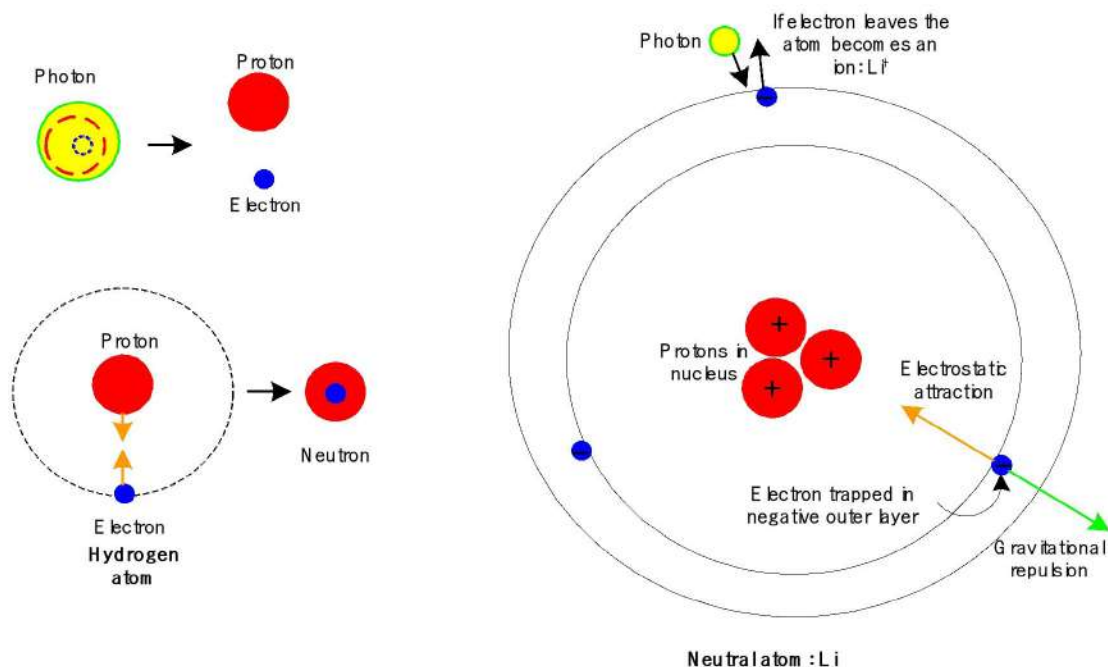 Photon
Proton
Electron
Proton
Electron
Hydrogen
atom
Neutron
Photon
If electron leaves the
atom becomes an
ion: Li⁺
Protons in
nucleus
+
+
+
Electrostatic
attraction
Electron trapped in
negative outer layer
Gravitational
repulsion
Neutral atom : Li